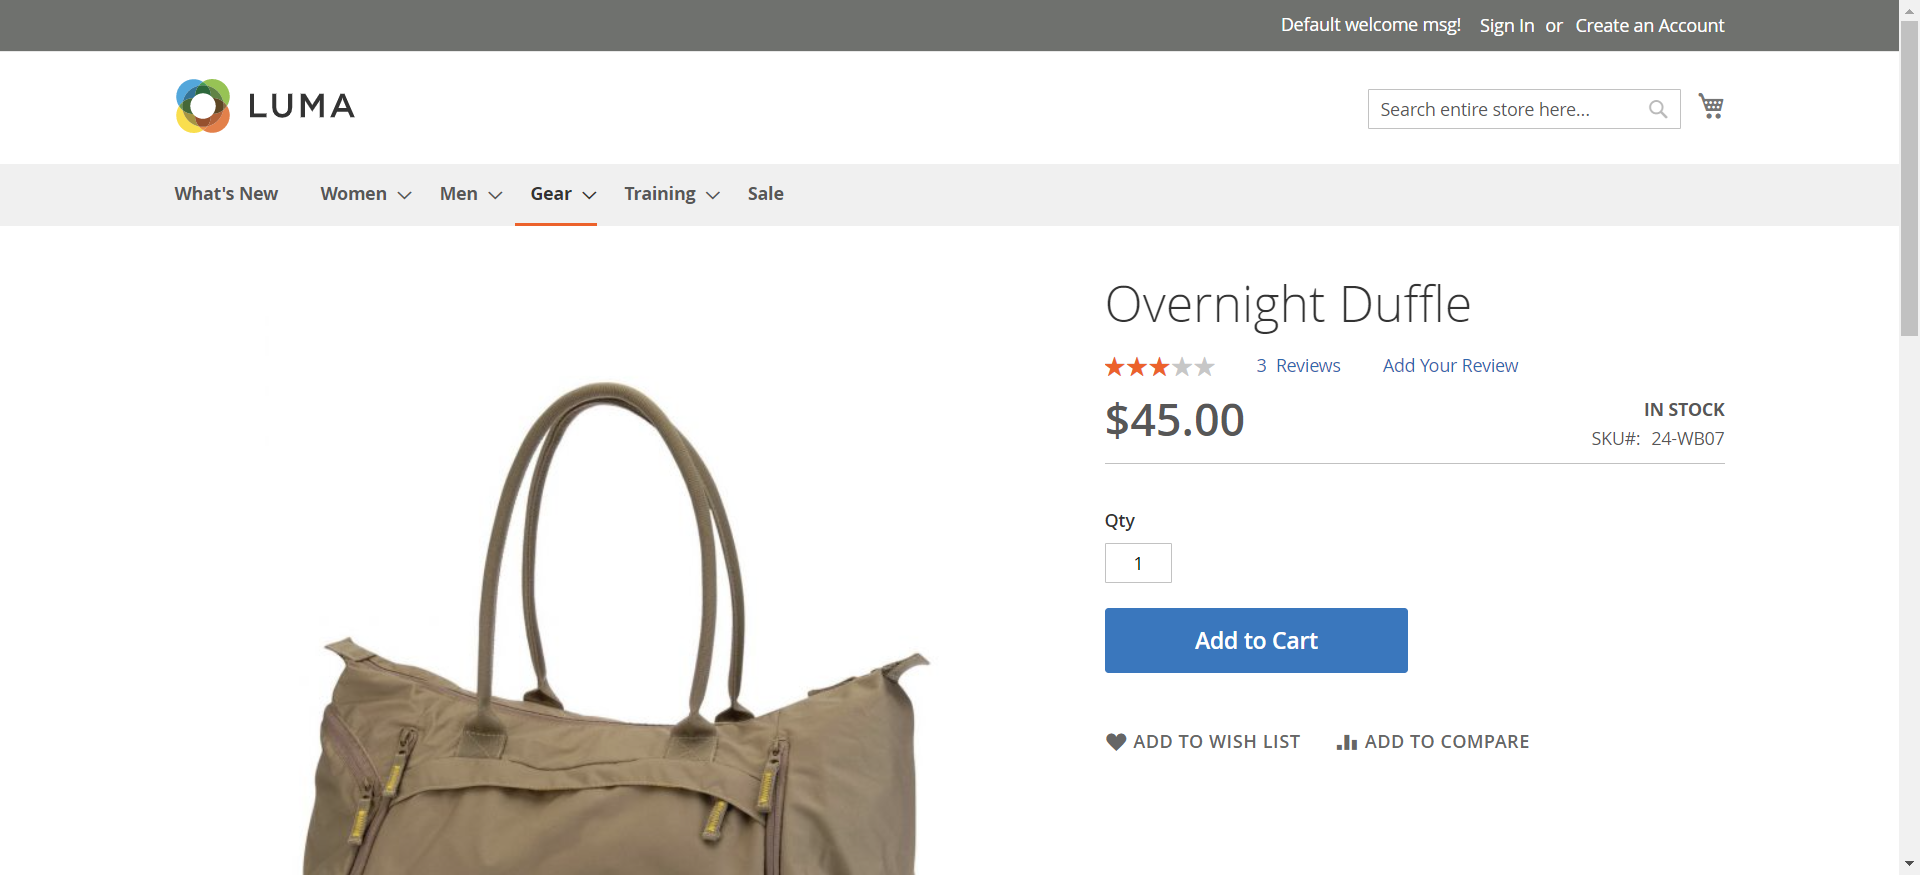 Default welcome msg! Sign In or Create an Account
LUMA
Search entire store here...
What's New Women Men Gear Training Sale
Overnight Duffle
3 Reviews Add Your Review
$45.00
IN STOCK
SKU#: 24-WB07
Qty
1
Add to Cart
ADD TO WISH LIST ADD TO COMPARE